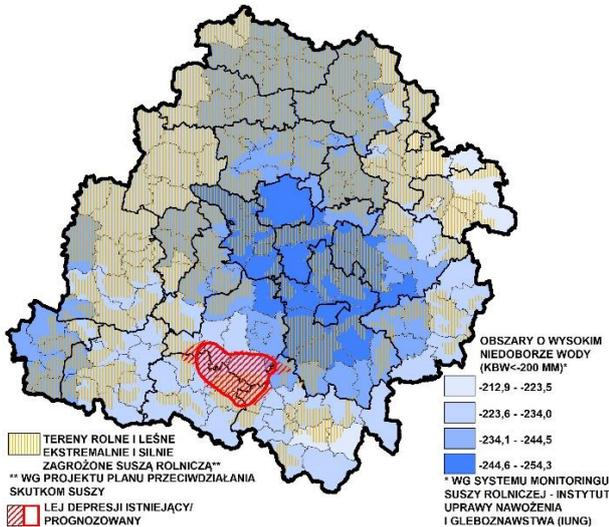 OBSZARY O WYSOKIM
NIEDOBORZE WODY
(KBW<-200 MM)*
-212,9 - -223,5
-223,6 - -234,0
-234,1 - -244,5
-244,6 - -254,3
* WG SYSTEMU MONITORINGU
SUSZY ROLNICZEJ - INSTYTUT
UPRAWY NAWOŻENIA
I GLEBOZNAWSTWA (IUNG)
TERENY ROLNE I LEŚNE
EKSTREMALNIE I SILNIE
ZAGROŻONE SUSZĄ ROLNICZĄ**
** WG PROJEKTU PLANU PRZECIWDZIAŁANIA
SKUTKOM SUSZY
LEJ DEPRESJI ISTNIEJĄCY/
PROGNOZOWANY